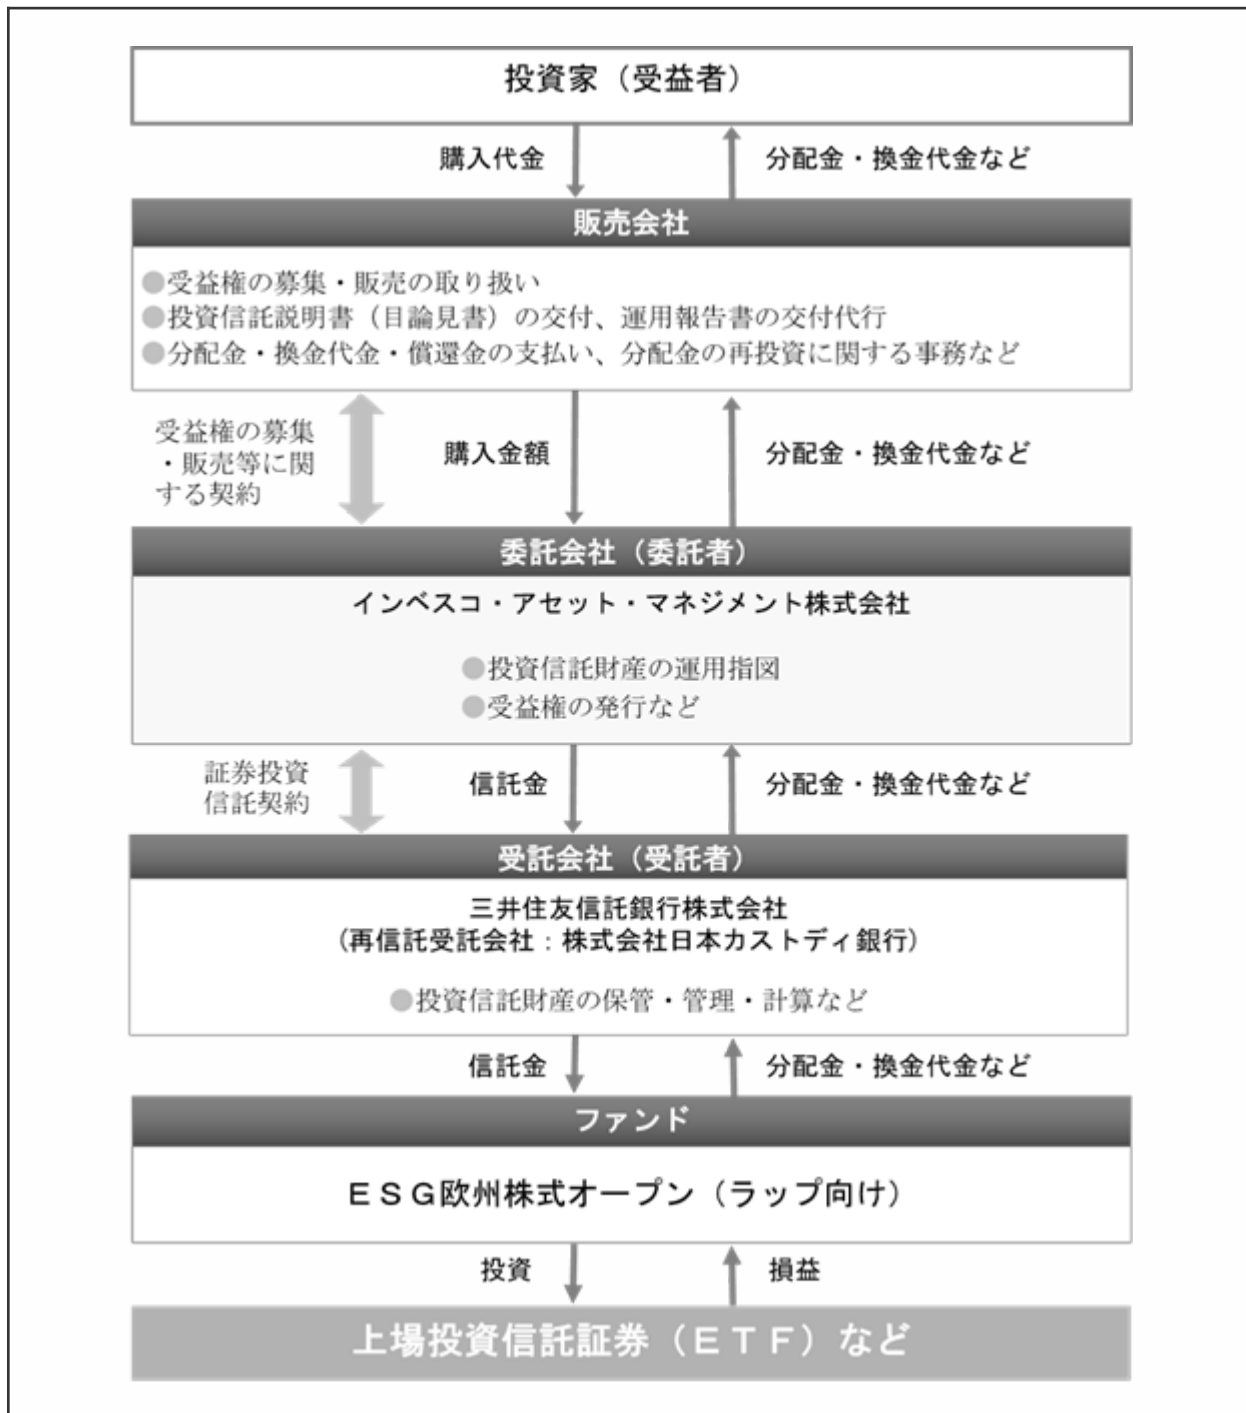 投資家（受益者）
購入代金
分配金・換金代金など
販売会社
●受益権の募集・販売の取り扱い
●投資信託説明書（目論見書）の交付、運用報告書の交付代行
●分配金・換金代金・償還金の支払い、分配金の再投資に関する事務など
受益権の募集
・販売等に関
する契約
購入金額
分配金・換金代金など
委託会社（委託者）
インベスコ・アセット・マネジメント株式会社
●投資信託財産の運用指図
●受益権の発行など
証券投資
信託契約
信託金
分配金・換金代金など
受託会社（受託者）
三井住友信託銀行株式会社
（再信託受託会社：株式会社日本カストディ銀行）
●投資信託財産の保管・管理・計算など
信託金
分配金・換金代金など
ファンド
ＥＳＧ欧州株式オープン（ラップ向け）
投資
損益
上場投資信託証券（ＥＴＦ）など